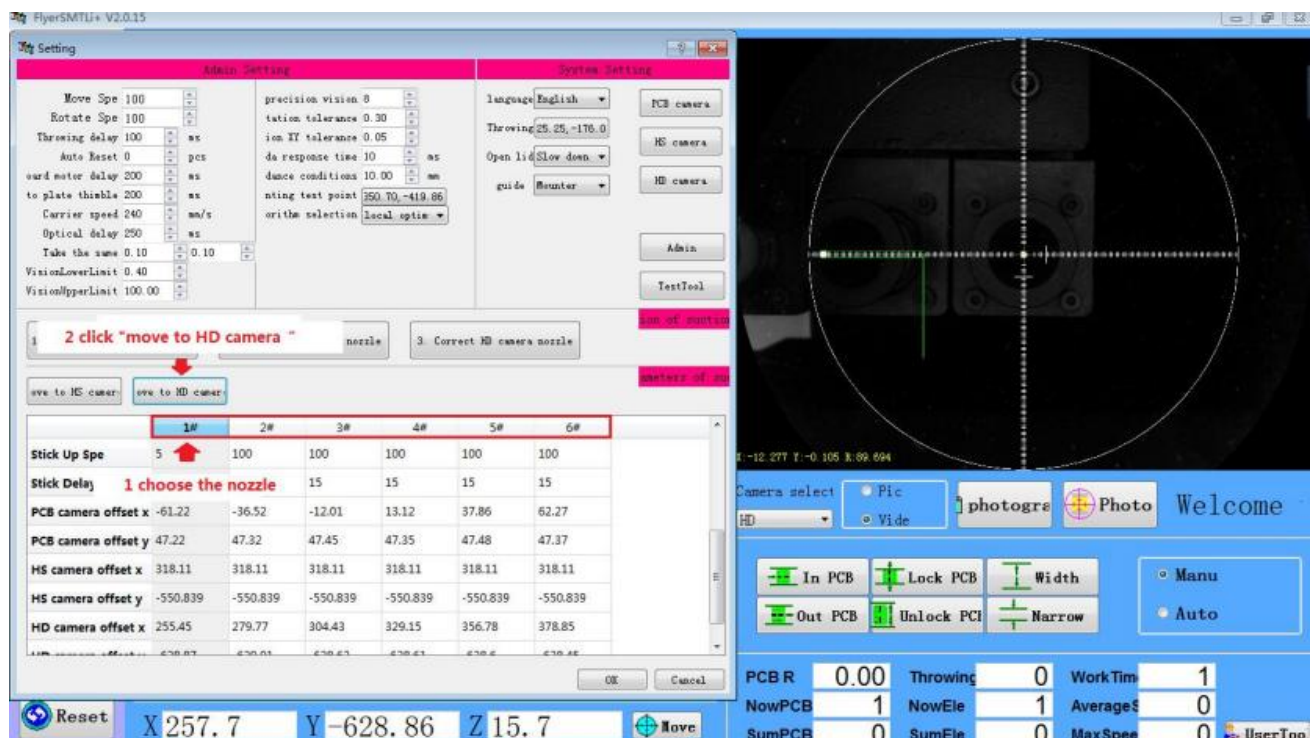 FlyerSMTLi+ V2.0.15
Setting
Admin Setting
System Setting
Move Spe 100
Rotate Spe 100
Throwing delay 100 ms
Auto Reset 0 pcs
oard motor delay 200 ms
to plate thimble 200 ms
Carrier speed 240 mm/s
Optical delay 250 ms
Take the same 0.10 0.10
VisionLowerLimit 0.40
VisionUpperLimit 100.00
precision vision 8
tation tolerance 0.30
ion XY tolerance 0.05
da response time 10 ms
dance conditions 10.00 mm
nting test point 350.70,-419.86
orithm selection local optim
language English
Throwing 25.25,-176.0
Open lid Slow down
guide Mounter
PCB camera
HS camera
HD camera
Admin
TestTool
ion of suction
2 click "move to HD camera "
nozzle
3. Correct HD camera nozzle
ove to HS camer
ove to HD camer
ameters of
1# 2# 3# 4# 5# 6#
Stick Up Spe 5 100 100 100 100 100
Stick Delay 15 15 15 15
1 choose the nozzle
PCB camera offset x -61.22 -36.52 -12.01 13.12 37.86 62.27
PCB camera offset y 47.22 47.32 47.45 47.35 47.48 47.37
HS camera offset x 318.11 318.11 318.11 318.11 318.11 318.11
HS camera offset y -550.839 -550.839 -550.839 -550.839 -550.839 -550.839
HD camera offset x 255.45 279.77 304.43 329.15 356.78 378.85
OK Cancel
Reset X 257.7 Y -628.86 Z 15.7 Move
X:-12.277 Y:-0.105 R:89.694
Camera select
HD
Pic
Vide
photogra
Photo
Welcome
In PCB Lock PCB Width
Out PCB Unlock PCI Narrow
Manu
Auto
PCB R 0.00 Throwing 0 WorkTim 1
NowPCB 1 NowEle 1 AverageS 0
SumPCB 0 SumEle 0 MaxSpee 0
UserToo